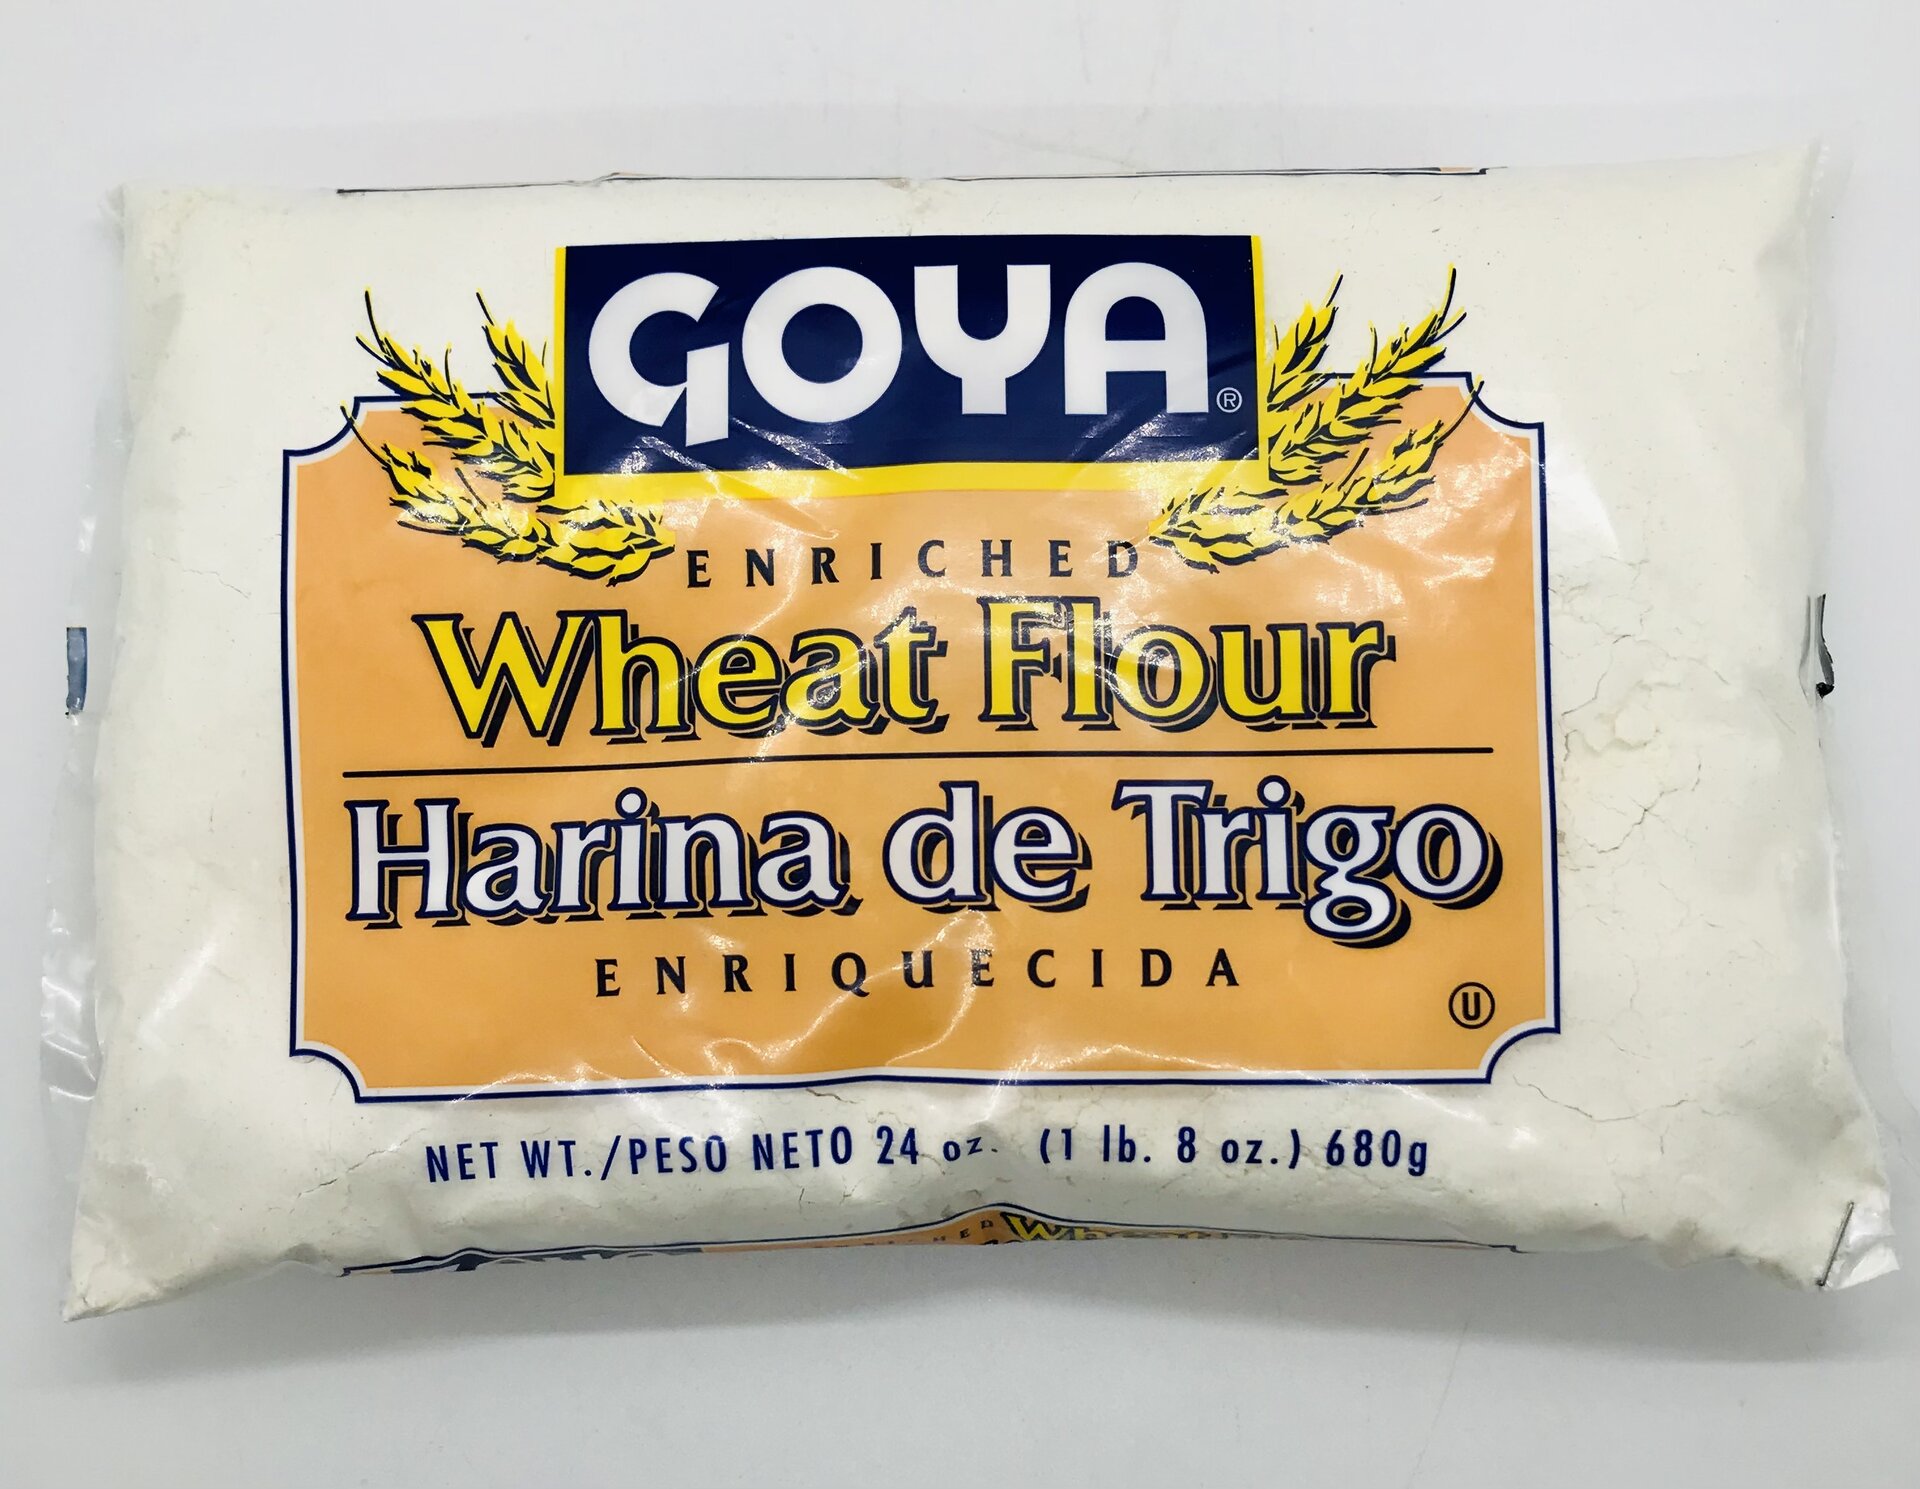 GOYA®
ENRICHED
Wheat Flour
Harina de Trigo
ENRIQUECIDA
U
NET WT./PESO NETO 24 oz. (1 lb. 8 oz.) 680g